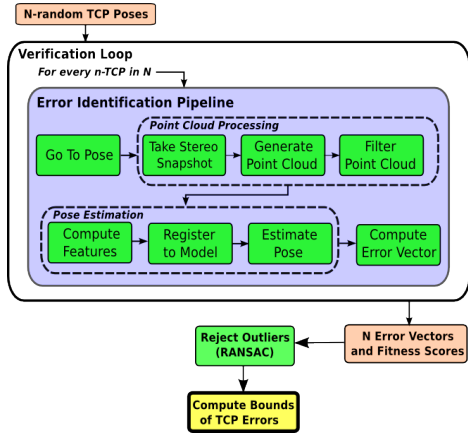 N-random TCP Poses
Verification Loop
For every n-TCP in N
Error Identification Pipeline
Point Cloud Processing
Go To Pose
Take Stereo
Snapshot
Generate
Point Cloud
Filter
Point Cloud
Pose Estimation
Compute
Features
Register
to Model
Estimate
Pose
Compute
Error Vector
N Error Vectors
and Fitness Scores
Reject Outliers
(RANSAC)
Compute Bounds
of TCP Errors